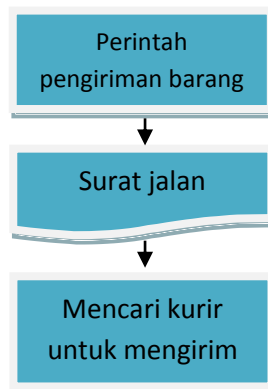 Perintah
pengiriman barang
Surat jalan
Mencari kurir
untuk mengirim